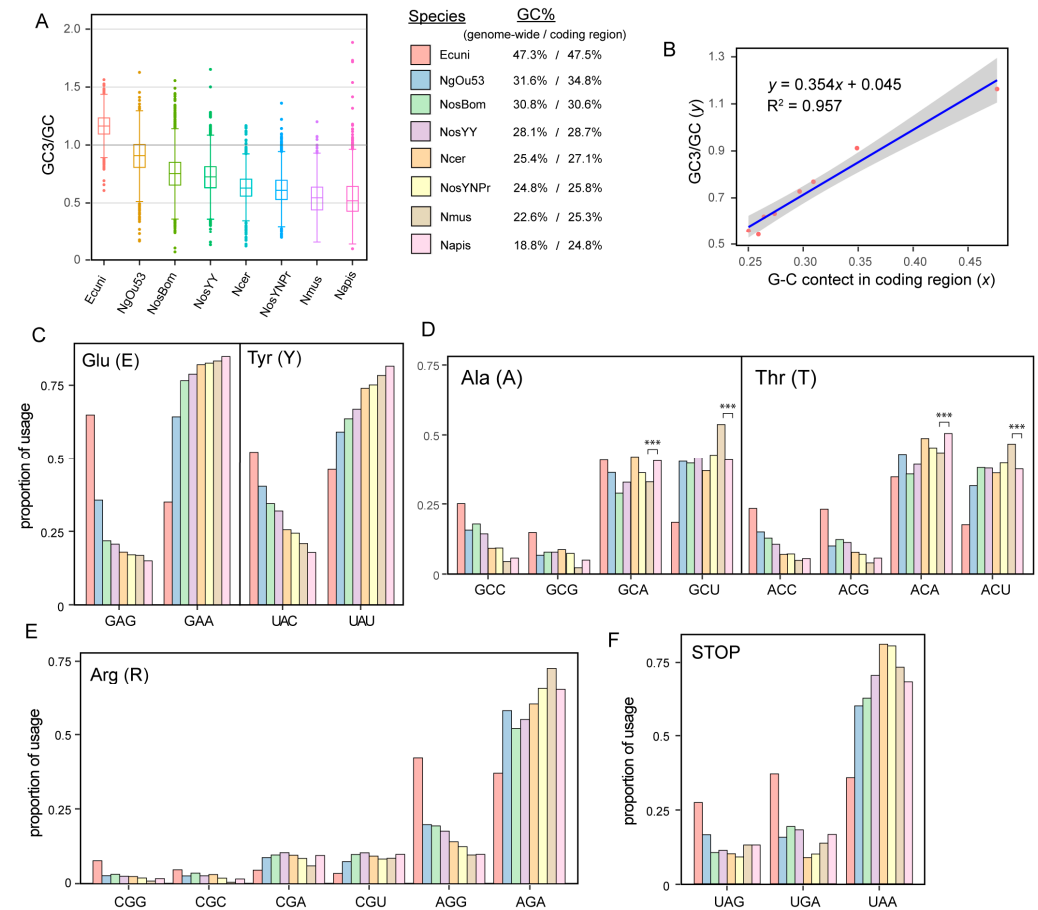 A
GC3/GC
2.0
1.5
1.0
0.5
0
Ecuni
NgOu53
NosBom
NosYY
Ncer
NosYNPr
Nmus
Napis
Species GC%
(genome-wide / coding region)
Ecuni 47.3% / 47.5%
NgOu53 31.6% / 34.8%
NosBom 30.8% / 30.6%
NosYY 28.1% / 28.7%
Ncer 25.4% / 27.1%
NosYNPr 24.8% / 25.8%
Nmus 22.6% / 25.3%
Napis 18.8% / 24.8%
B
GC3/GC (y)
1.3
1.1
0.9
0.7
0.5
y = 0.354x + 0.045
R² = 0.957
0.25 0.30 0.35 0.40 0.45
G-C contect in coding region (x)
C
proportion of usage
0.75
0.5
0.25
0
Glu (E) Tyr (Y)
GAG GAA UAC UAU
D
0.75
0.5
0.25
0
Ala (A) Thr (T)
*** *** *** ***
GCC GCG GCA GCU ACC ACG ACA ACU
E
proportion of usage
0.75
0.5
0.25
0
Arg (R)
CGG CGC CGA CGU AGG AGA
F
proportion of usage
0.75
0.5
0.25
0
STOP
UAG UGA UAA